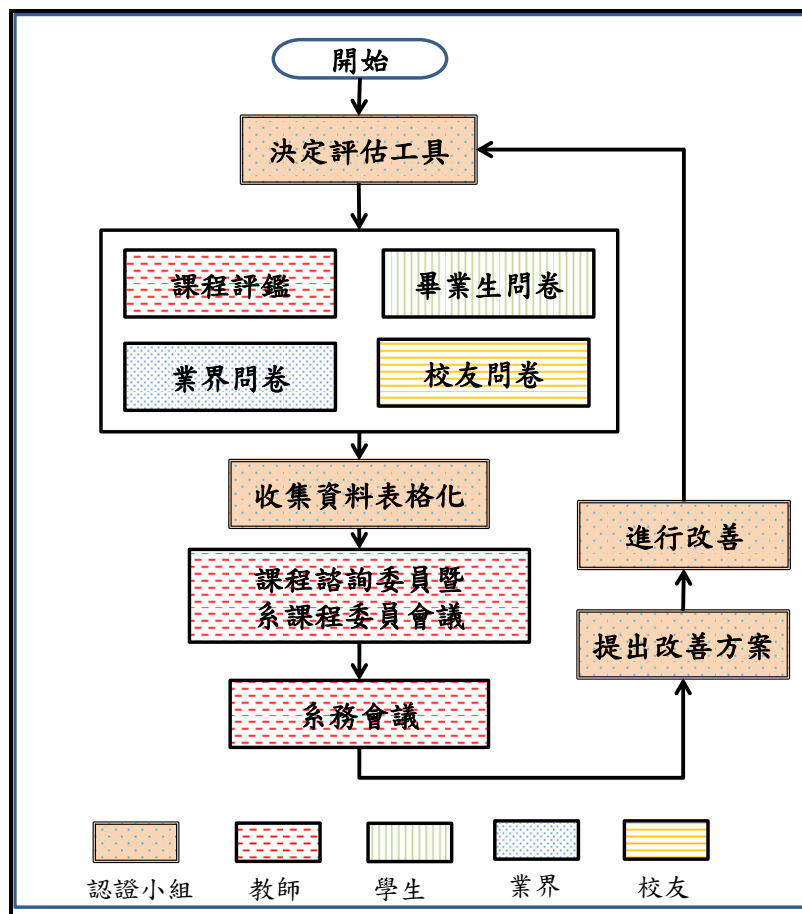 開始
決定評估工具
課程評鑑
畢業生問卷
業界問卷
校友問卷
收集資料表格化
課程諮詢委員暨
系課程委員會議
系務會議
進行改善
提出改善方案
認證小組
教師
學生
業界
校友